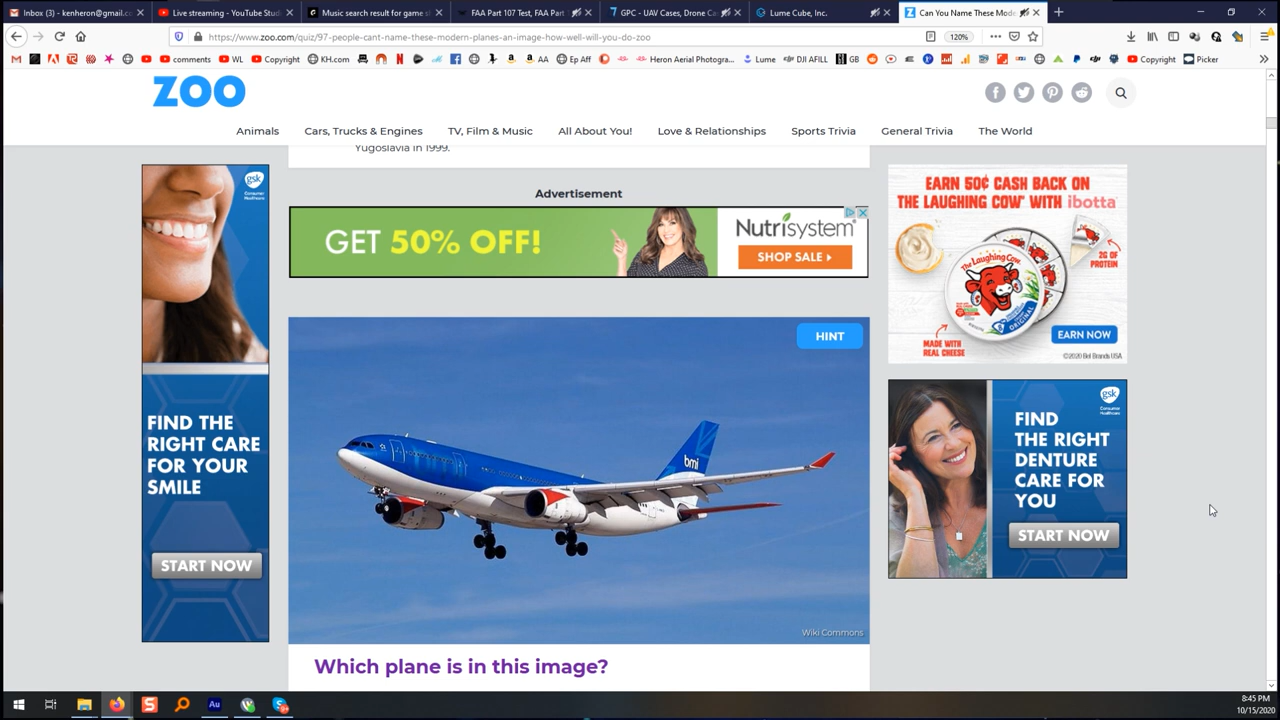 Inbox (3) - kenheron@gmail.c
Live streaming - YouTube Studi
Music search result for game s
FAA Part 107 Test, FAA Part
GPC - UAV Cases, Drone Ca
Lume Cube, Inc.
Can You Name These Mode
https://www.zoo.com/quiz/97-people-cant-name-these-modern-planes-an-image-how-well-will-you-do-zoo
120%
comments
WL
Copyright
KH.com
AA
Ep Aff
Heron Aerial Photogra...
Lume
DJI AFILL
GB
Copyright
Picker
ZOO
Animals
Cars, Trucks & Engines
TV, Film & Music
All About You!
Love & Relationships
Sports Trivia
General Trivia
The World
Yugoslavia in 1999.
Advertisement
GET 50% OFF!
Nutrisystem
SHOP SALE
gsk
Consumer
Healthcare
FIND THE
RIGHT CARE
FOR YOUR
SMILE
START NOW
HINT
bmi
Wiki Commons
Which plane is in this image?
EARN 50¢ CASH BACK ON
THE LAUGHING COW WITH ibotta
2G OF
PROTEIN
The Laughing Cow
ORIGINAL
MADE WITH
REAL CHEESE
EARN NOW
©2020 Bel Brands USA
gsk
Consumer
Healthcare
FIND
THE RIGHT
DENTURE
CARE FOR
YOU
START NOW
8:45 PM
10/15/2020